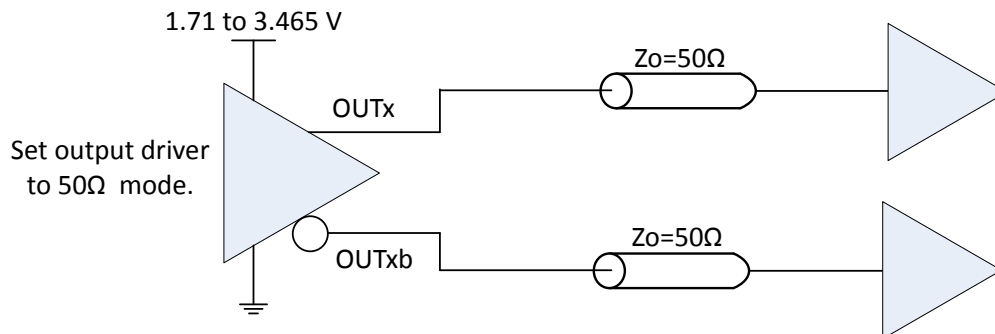 1.71 to 3.465 V
Zo=50Ω
OUTx
Set output driver
to 50Ω mode.
Zo=50Ω
OUTxb